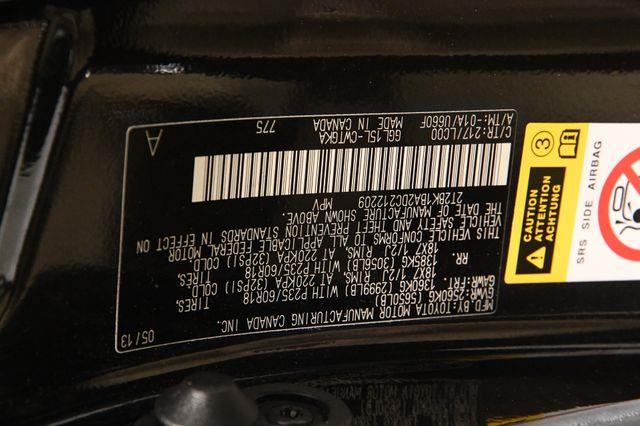 MFD.BY:TOYOTA MOTOR MANUFACTURING CANADA INC.
05/13
GVWR:2560KG (5650LB)
GAWR:FRT. 1360KG (2999LB) WITH P235/60R18 TIRES,
18X7 1/2J RIMS, AT 220KPA (32PSI) COLD
RR. 1385KG (3050LB) WITH P235/60R18 TIRES,
18X7 1/2J RIMS, AT 220KPA (32PSI) COLD
THIS VEHICLE CONFORMS TO ALL APPLICABLE FEDERAL MOTOR
VEHICLE SAFETY AND THEFT PREVENTION STANDARDS IN EFFECT ON
THE DATE OF MANUFACTURE SHOWN ABOVE.
2T2BK1BA2DC212209 MPV
C/TR:217/LC00 GGL15L-CWTGKA 775
A/TM:-01A/U660F MADE IN CANADA
A
3
CAUTION
ATTENTION
ACHTUNG
SRS SIDE AIRBAG